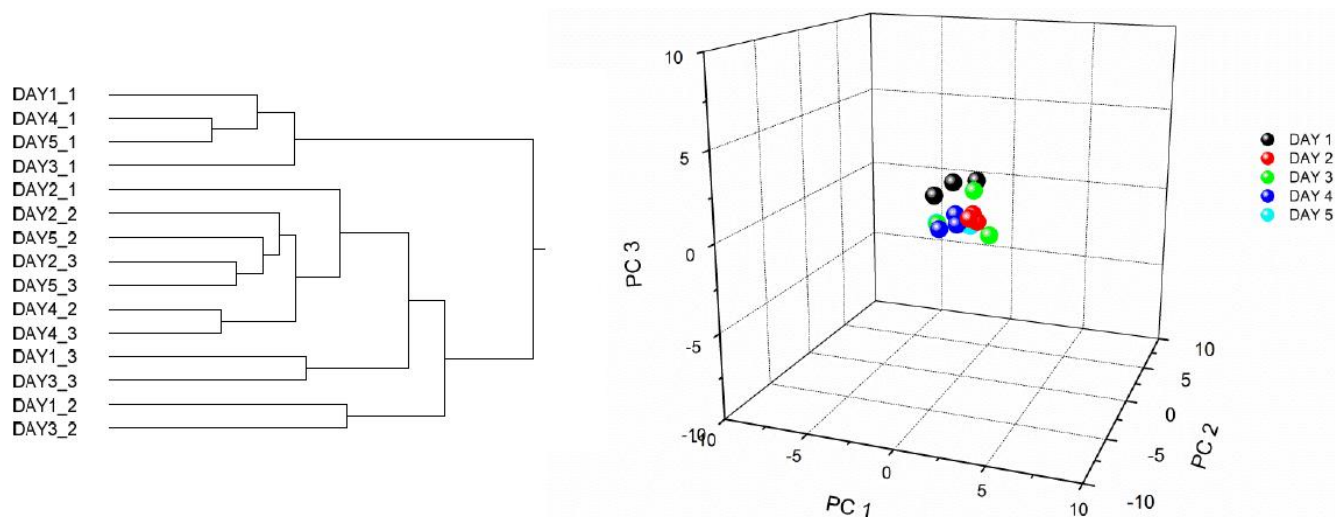 DAY1_1
DAY4_1
DAY5_1
DAY3_1
DAY2_1
DAY2_2
DAY5_2
DAY2_3
DAY5_3
DAY4_2
DAY4_3
DAY1_3
DAY3_3
DAY1_2
DAY3_2
10
5
0
-5
-10
PC 3
-10
-5
0
5
10
PC 1
10
5
0
-5
-10
PC 2
DAY 1
DAY 2
DAY 3
DAY 4
DAY 5